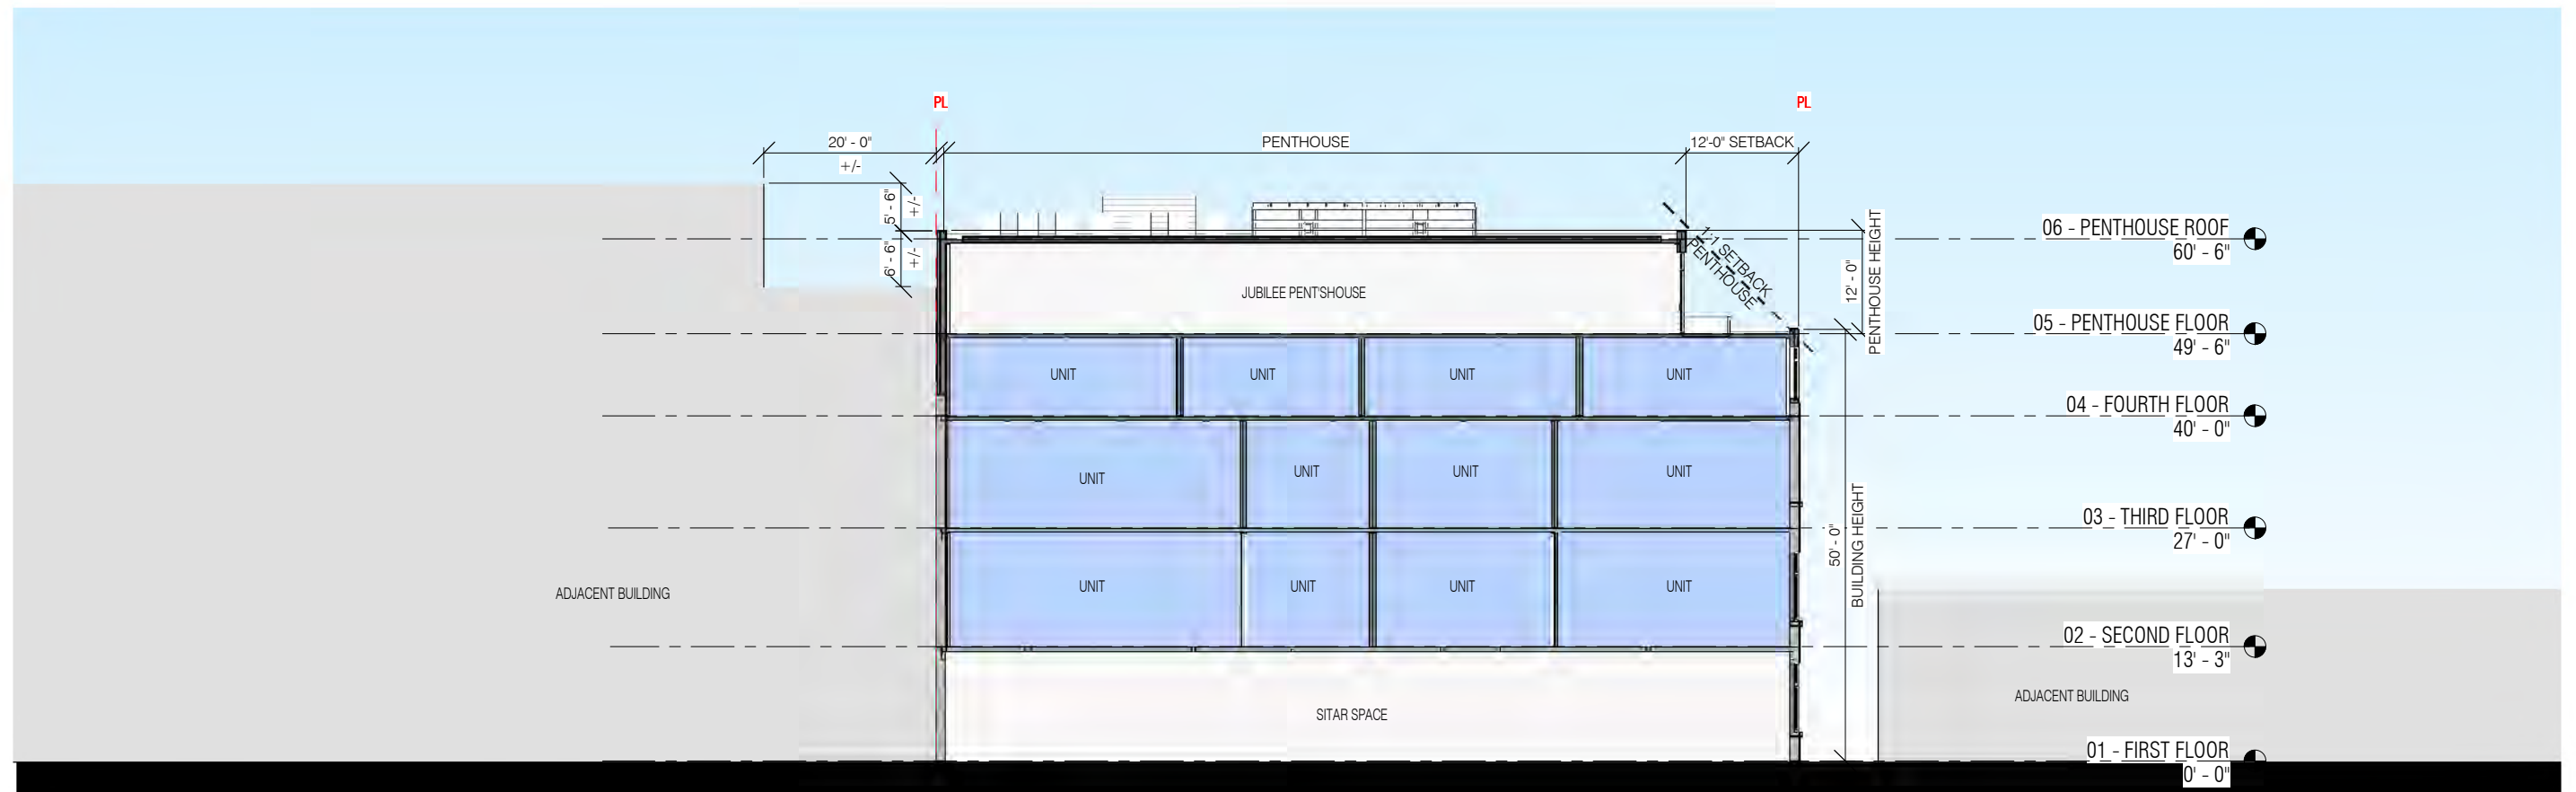 PL
PL
20' - 0"
+/-
PENTHOUSE
12'-0" SETBACK
5' - 6"
+/-
6' - 6"
+/-
1:1 SETBACK
PENTHOUSE
12' - 0"
PENTHOUSE HEIGHT
06 - PENTHOUSE ROOF
60' - 6"
JUBILEE PENT'SHOUSE
05 - PENTHOUSE FLOOR
49' - 6"
UNIT
UNIT
UNIT
UNIT
04 - FOURTH FLOOR
40' - 0"
UNIT
UNIT
UNIT
UNIT
03 - THIRD FLOOR
27' - 0"
50' - 0"
BUILDING HEIGHT
ADJACENT BUILDING
UNIT
UNIT
UNIT
UNIT
02 - SECOND FLOOR
13' - 3"
SITAR SPACE
ADJACENT BUILDING
01 - FIRST FLOOR
0' - 0"